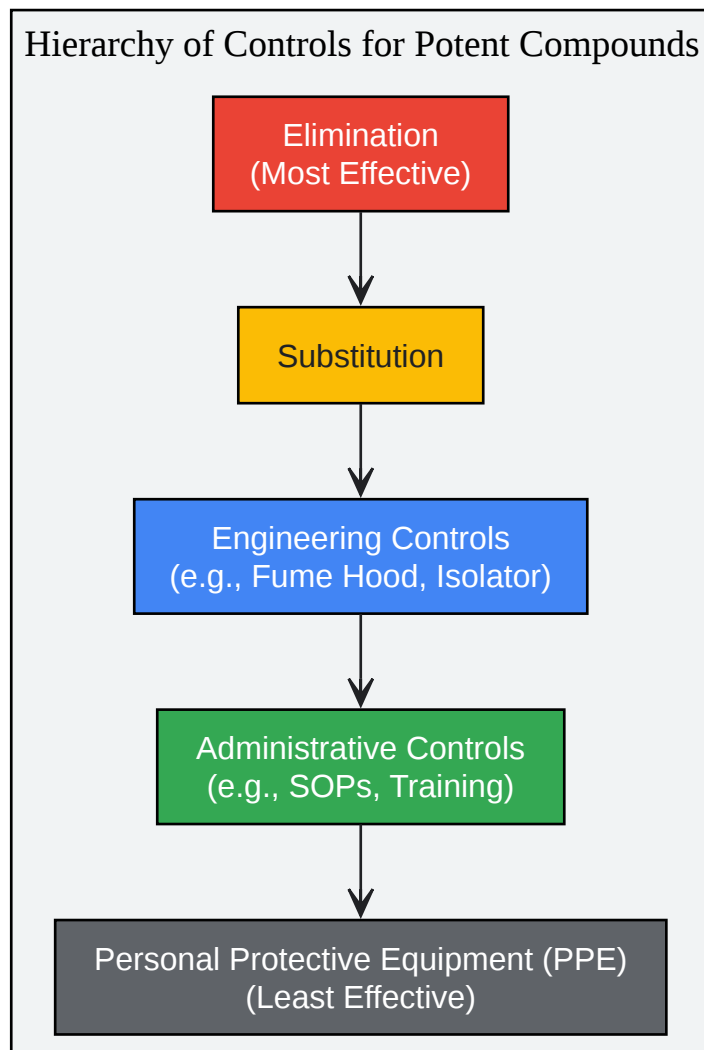 Hierarchy of Controls for Potent Compounds
Elimination
(Most Effective)
Substitution
Engineering Controls
(e.g., Fume Hood, Isolator)
Administrative Controls
(e.g., SOPs, Training)
Personal Protective Equipment (PPE)
(Least Effective)